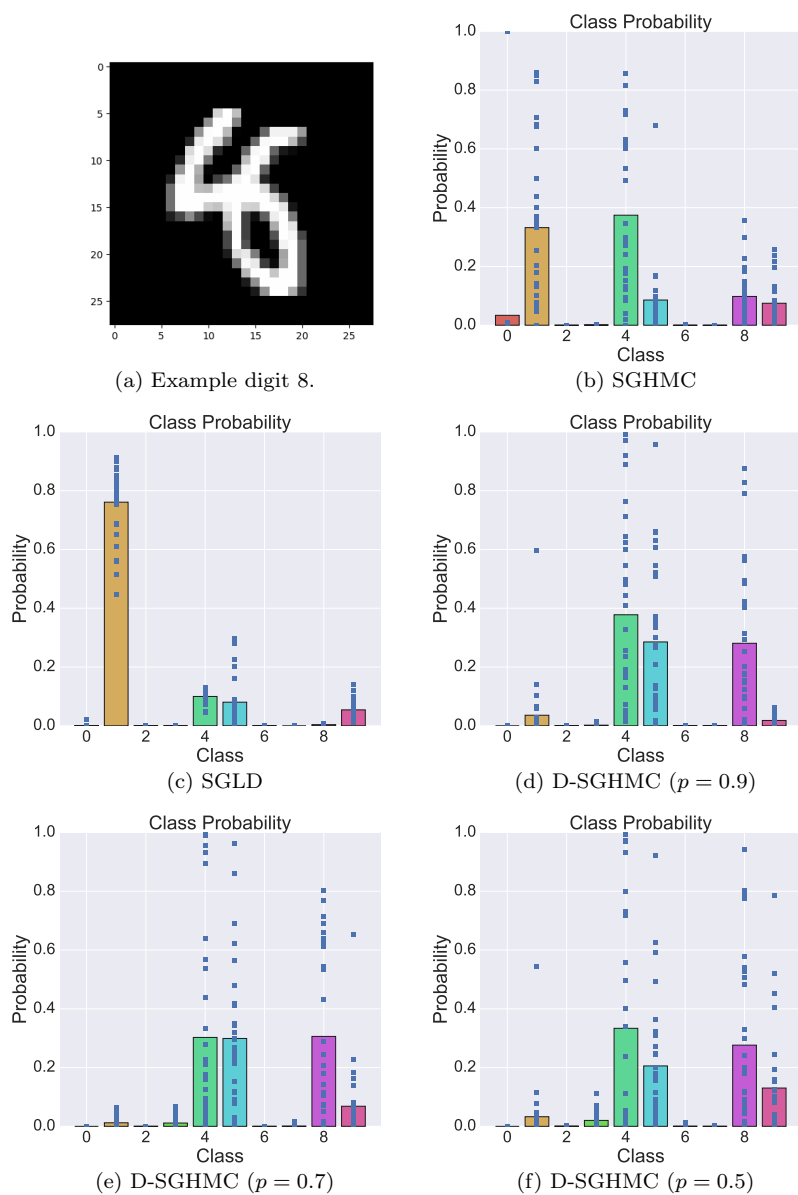 0
5
10
15
20
25
0 5 10 15 20 25
(a) Example digit 8.
Class Probability
1.0
0.8
0.6
0.4
0.2
0.0
Probability
0 2 4 6 8
Class
(b) SGHMC
Class Probability
1.0
0.8
0.6
0.4
0.2
0.0
Probability
0 2 4 6 8
Class
(c) SGLD
Class Probability
1.0
0.8
0.6
0.4
0.2
0.0
Probability
0 2 4 6 8
Class
(d) D-SGHMC (p = 0.9)
Class Probability
1.0
0.8
0.6
0.4
0.2
0.0
Probability
0 2 4 6 8
Class
(e) D-SGHMC (p = 0.7)
Class Probability
1.0
0.8
0.6
0.4
0.2
0.0
Probability
0 2 4 6 8
Class
(f) D-SGHMC (p = 0.5)